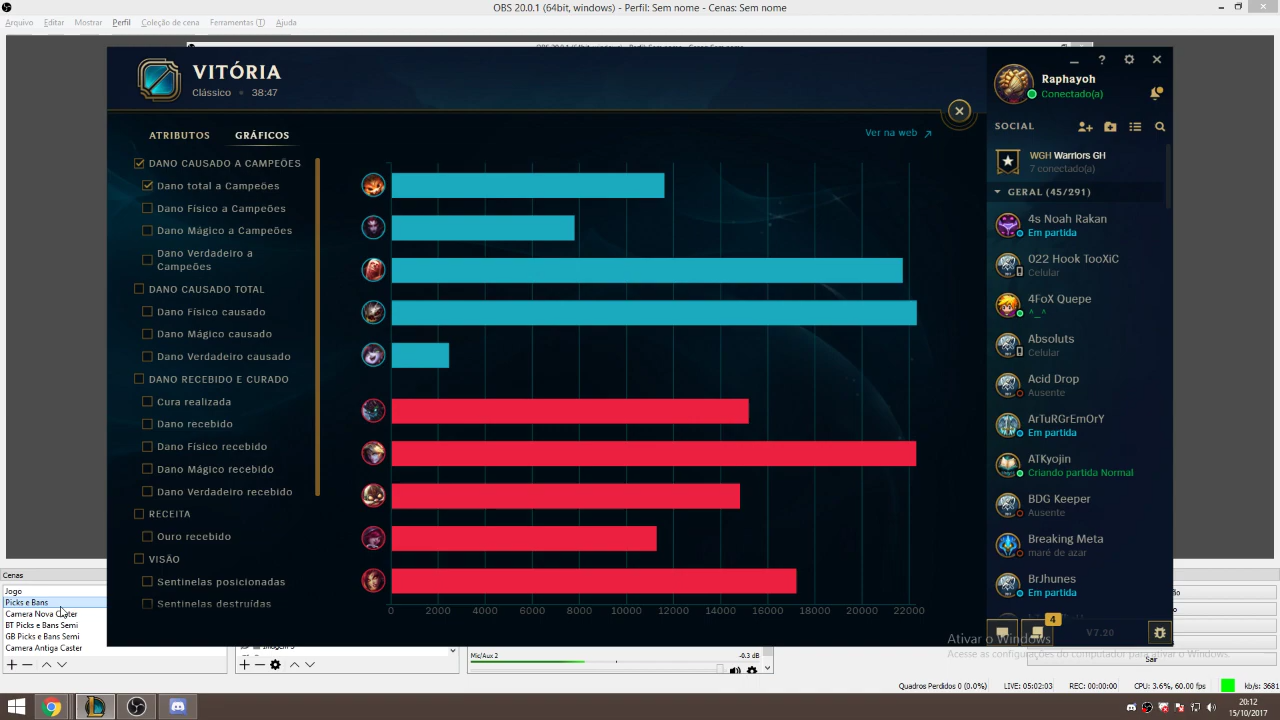 OBS 20.0.1 (64bit, windows) - Perfil: Sem nome - Cenas: Sem nome
Arquivo Editar Mostrar Perfil Coleção de cena Ferramentas (T) Ajuda
VITÓRIA
Clássico • 38:47
ATRIBUTOS GRÁFICOS
Ver na web
DANO CAUSADO A CAMPEÕES
Dano total a Campeões
Dano Físico a Campeões
Dano Mágico a Campeões
Dano Verdadeiro a
Campeões
DANO CAUSADO TOTAL
Dano Físico causado
Dano Mágico causado
Dano Verdadeiro causado
DANO RECEBIDO E CURADO
Cura realizada
Dano recebido
Dano Físico recebido
Dano Mágico recebido
Dano Verdadeiro recebido
RECEITA
Ouro recebido
VISÃO
Sentinelas posicionadas
Sentinelas destruídas
0 2000 4000 6000 8000 10000 12000 14000 16000 18000 20000 22000
Raphayoh
Conectado(a)
SOCIAL
WGH Warriors GH
7 conectado(a)
GERAL (45/291)
4s Noah Rakan
Em partida
022 Hook TooXiC
Celular
4FoX Quepe
^_^
Absoluts
Celular
Acid Drop
Ausente
ArTuRGrEmOrY
Em partida
ATKyojin
Criando partida Normal
BDG Keeper
Ausente
Breaking Meta
maré de azar
BrJhunes
Em partida
4
V7.20
Ativar o Windows
Acesse as configurações do computador para ativar o Windows.
Cenas
Jogo
Picks e Bans
Camera Nova Caster
BT Picks e Bans Semi
GB Picks e Bans Semi
Camera Antiga Caster
Mic/Aux 2
-0.3 dB
Sair
Quadros Perdidos 0 (0.0%) LIVE: 05:02:03 REC: 00:00:00 CPU: 3.6%, 60.00 fps kb/s: 3681
20:12
15/10/2017